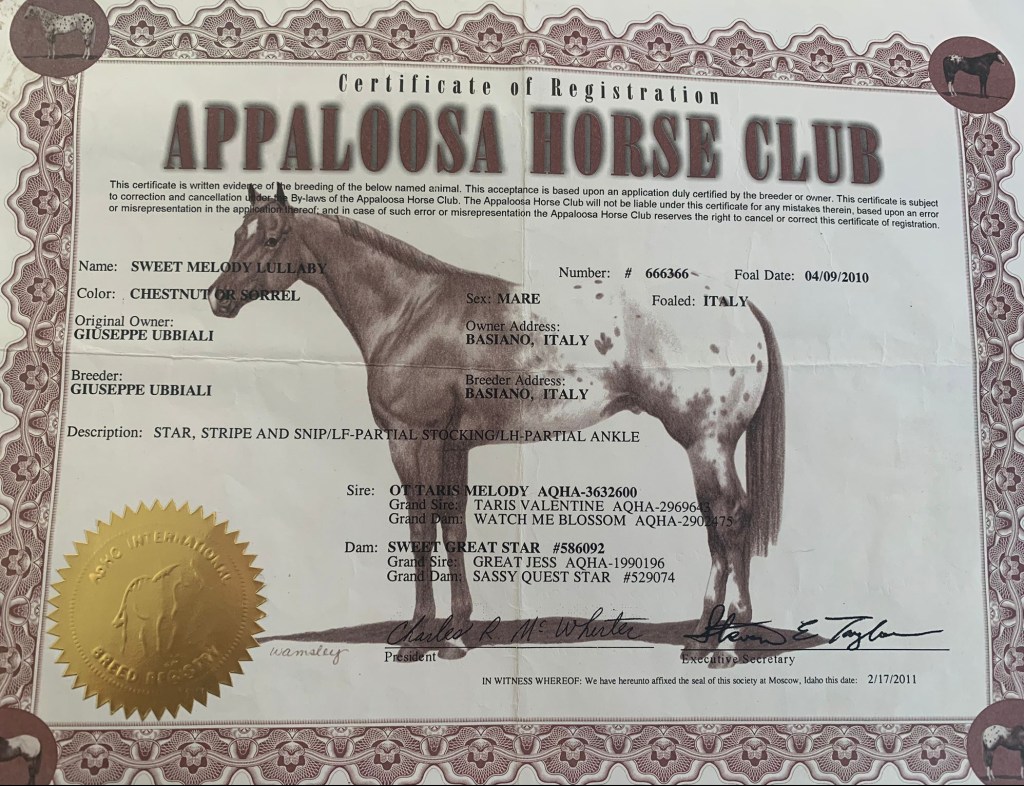 Certificate of Registration
APPALOOSA HORSE CLUB
This certificate is written evidence of the breeding of the below named animal. This acceptance is based upon an application duly certified by the breeder or owner. This certificate is subject
to correction and cancellation under the By-laws of the Appaloosa Horse Club. The Appaloosa Horse Club will not be liable under this certificate for any mistakes therein, based upon an error
or misrepresentation in the application thereof; and in case of such error or misrepresentation the Appaloosa Horse Club reserves the right to cancel or correct this certificate of registration.
Name: SWEET MELODY LULLABY Number: # 666366 Foal Date: 04/09/2010
Color: CHESTNUT OR SORREL Sex: MARE Foaled: ITALY
Original Owner: Owner Address:
GIUSEPPE UBBIALI BASIANO, ITALY
Breeder: Breeder Address:
GIUSEPPE UBBIALI BASIANO, ITALY
Description: STAR, STRIPE AND SNIP/LF-PARTIAL STOCKING/LH-PARTIAL ANKLE
Sire: OT TARIS MELODY AQHA-3632600
Grand Sire: TARIS VALENTINE AQHA-2969643
Grand Dam: WATCH ME BLOSSOM AQHA-2902475
Dam: SWEET GREAT STAR #586092
Grand Sire: GREAT JESS AQHA-1990196
Grand Dam: SASSY QUEST STAR #529074
APHC INTERNATIONAL
BREED REGISTRY
Wamsley
Charles R McWhorter Steven E Taylor
President Executive Secretary
IN WITNESS WHEREOF: We have hereunto affixed the seal of this society at Moscow, Idaho this date: 2/17/2011